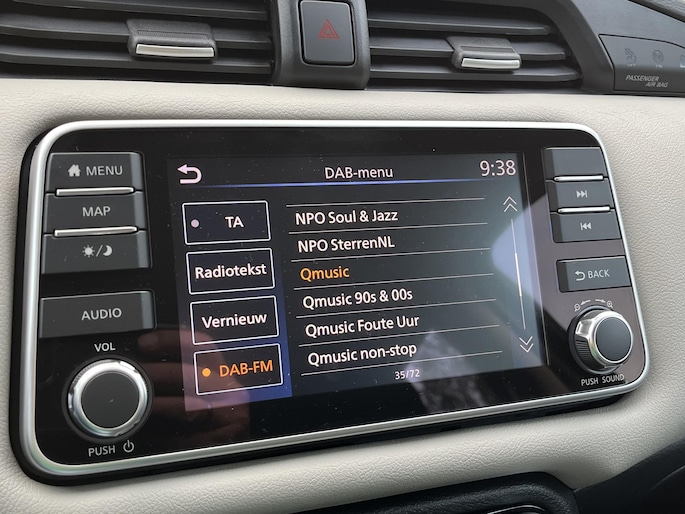 PASSENGER
AIR BAG
MENU
MAP
AUDIO
VOL
PUSH
DAB-menu
9:38
TA
Radiotekst
Vernieuw
DAB-FM
NPO Soul & Jazz
NPO SterrenNL
Qmusic
Qmusic 90s & 00s
Qmusic Foute Uur
Qmusic non-stop
35/72
BACK
PUSH SOUND